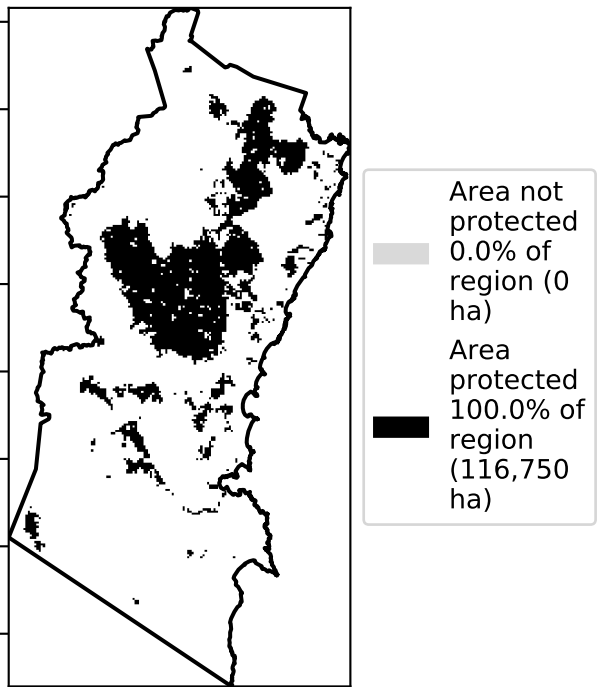 Area not
protected
0.0% of
region (0
ha)
Area
protected
100.0% of
region
(116,750
ha)